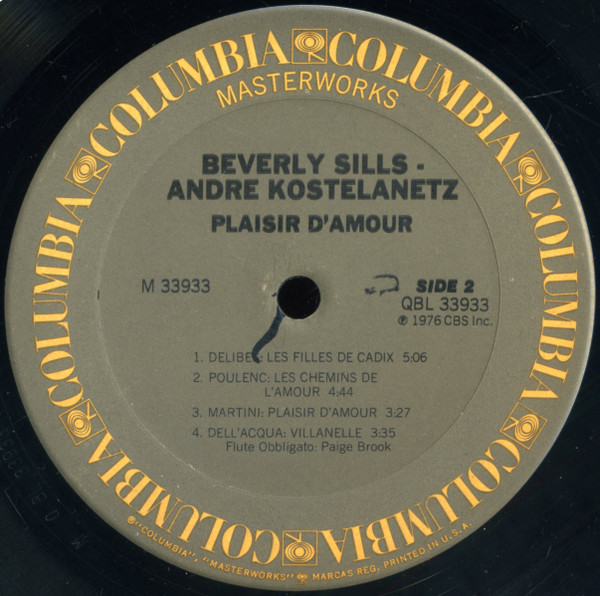 COLUMBIA COLUMBIA COLUMBIA COLUMBIA COLUMBIA COLUMBIA
MASTERWORKS
BEVERLY SILLS -
ANDRE KOSTELANETZ
PLAISIR D'AMOUR
M 33933
SIDE 2
QBL 33933
℗ 1976 CBS Inc.
1. DELIBES: LES FILLES DE CADIX 5:06
2. POULENC: LES CHEMINS DE
L'AMOUR 4:44
3. MARTINI: PLAISIR D'AMOUR 3:27
4. DELL'ACQUA: VILLANELLE 3:35
Flute Obbligato: Paige Brook
®"COLUMBIA", "MASTERWORKS" MARCAS REG. PRINTED IN U.S.A.